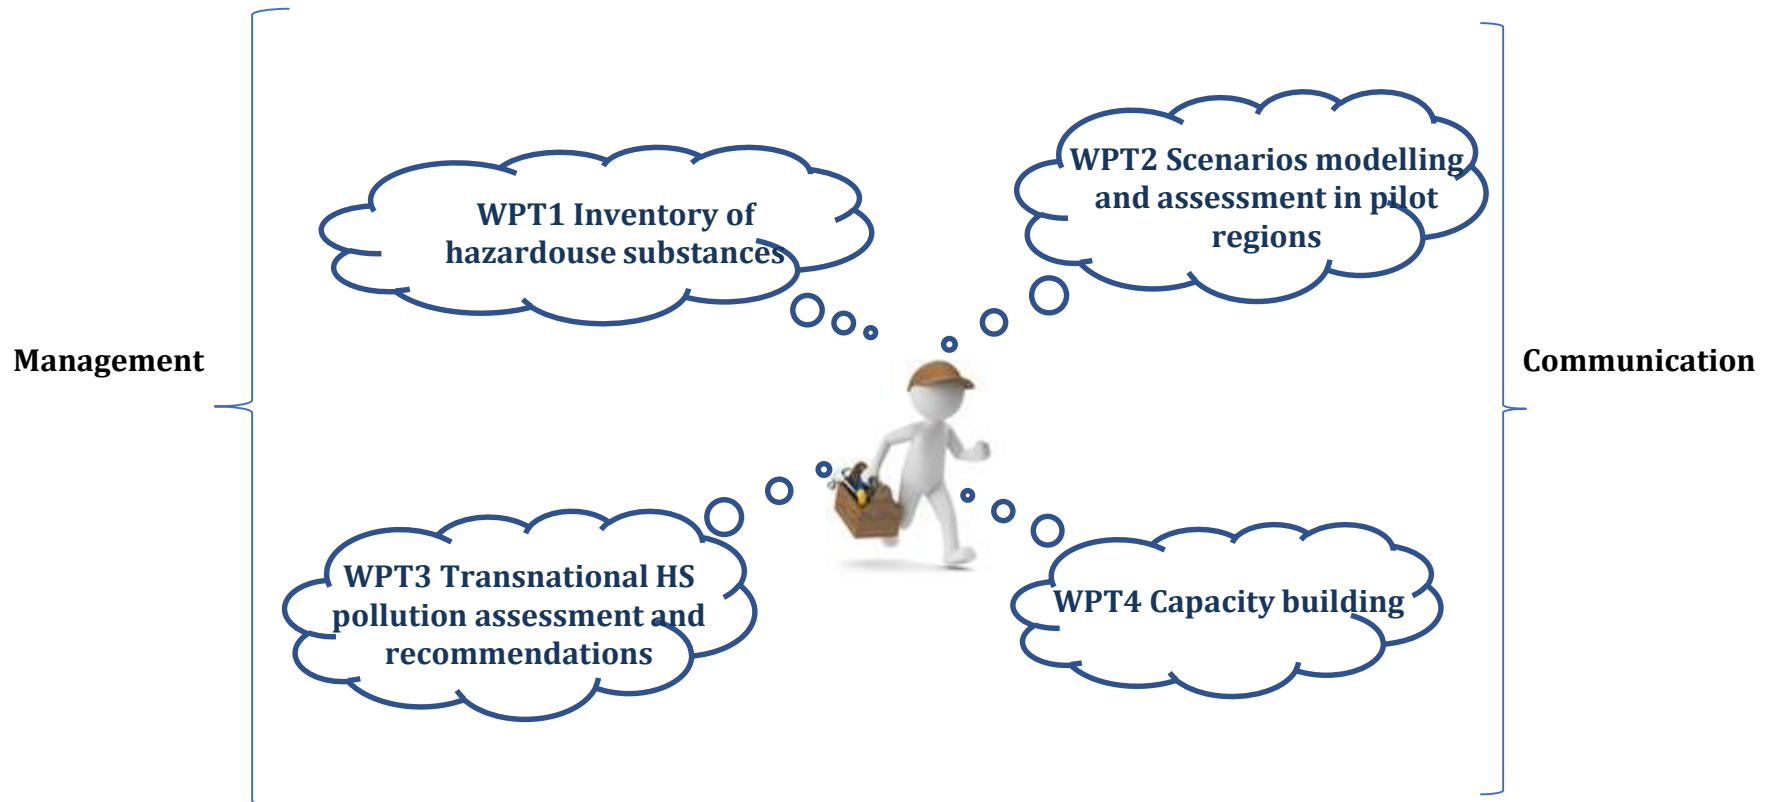 Management
WPT1 Inventory of
hazardouse substances
WPT2 Scenarios modelling
and assessment in pilot
regions
WPT3 Transnational HS
pollution assessment and
recommendations
WPT4 Capacity building
Communication